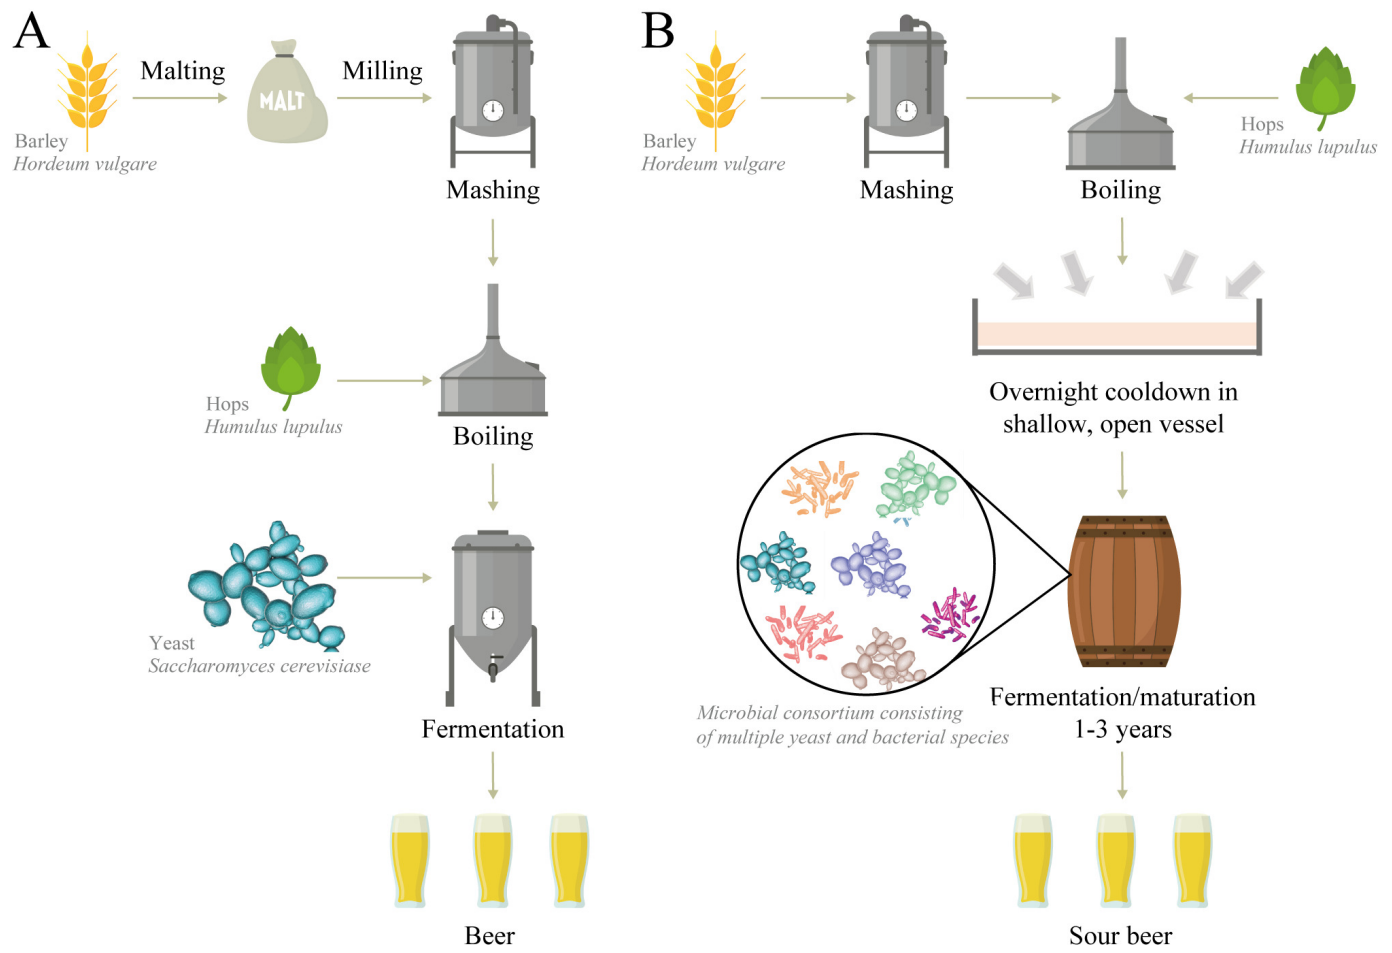 A
Malting
MALT
Milling
Barley
Hordeum vulgare
Mashing
Hops
Humulus lupulus
Boiling
Yeast
Saccharomyces cerevisiase
Fermentation
Beer
B
Barley
Hordeum vulgare
Mashing
Boiling
Hops
Humulus lupulus
Overnight cooldown in
shallow, open vessel
Microbial consortium consisting
of multiple yeast and bacterial species
Fermentation/maturation
1-3 years
Sour beer